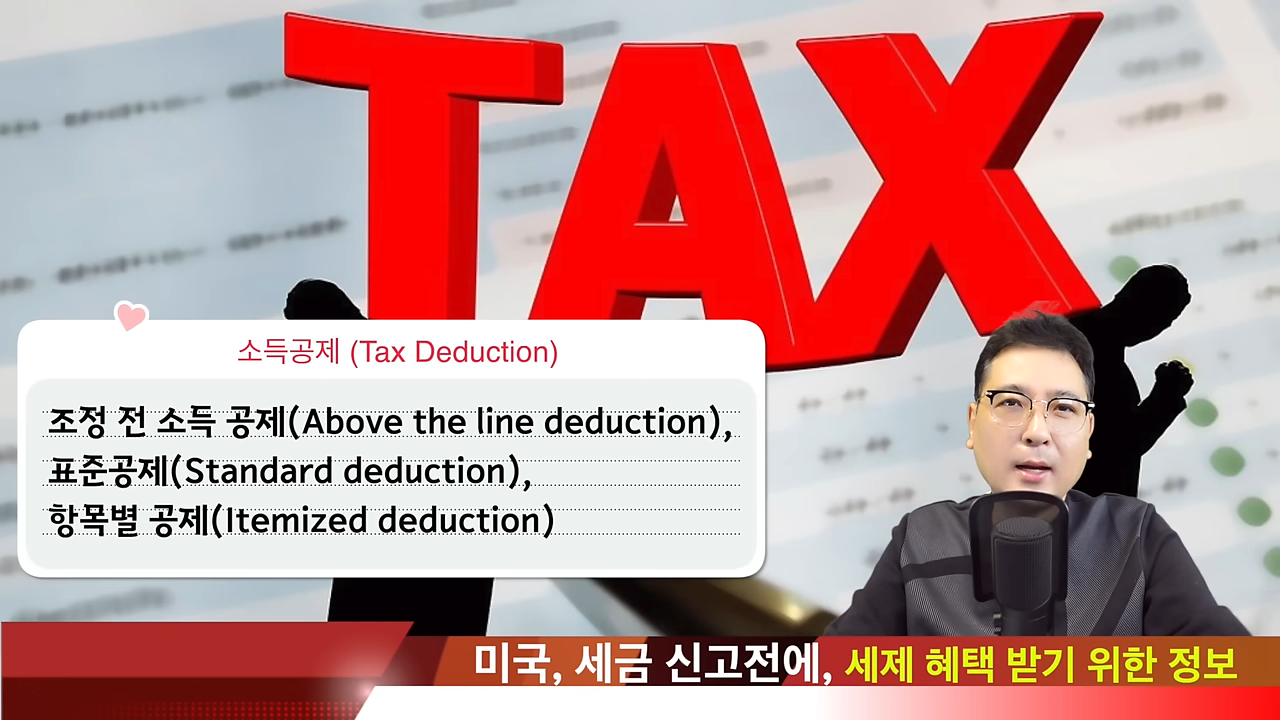 TAX
소득공제 (Tax Deduction)
조정 전 소득 공제(Above the line deduction),
표준공제(Standard deduction),
항목별 공제(Itemized deduction)
미국, 세금 신고전에, 세제 혜택 받기 위한 정보